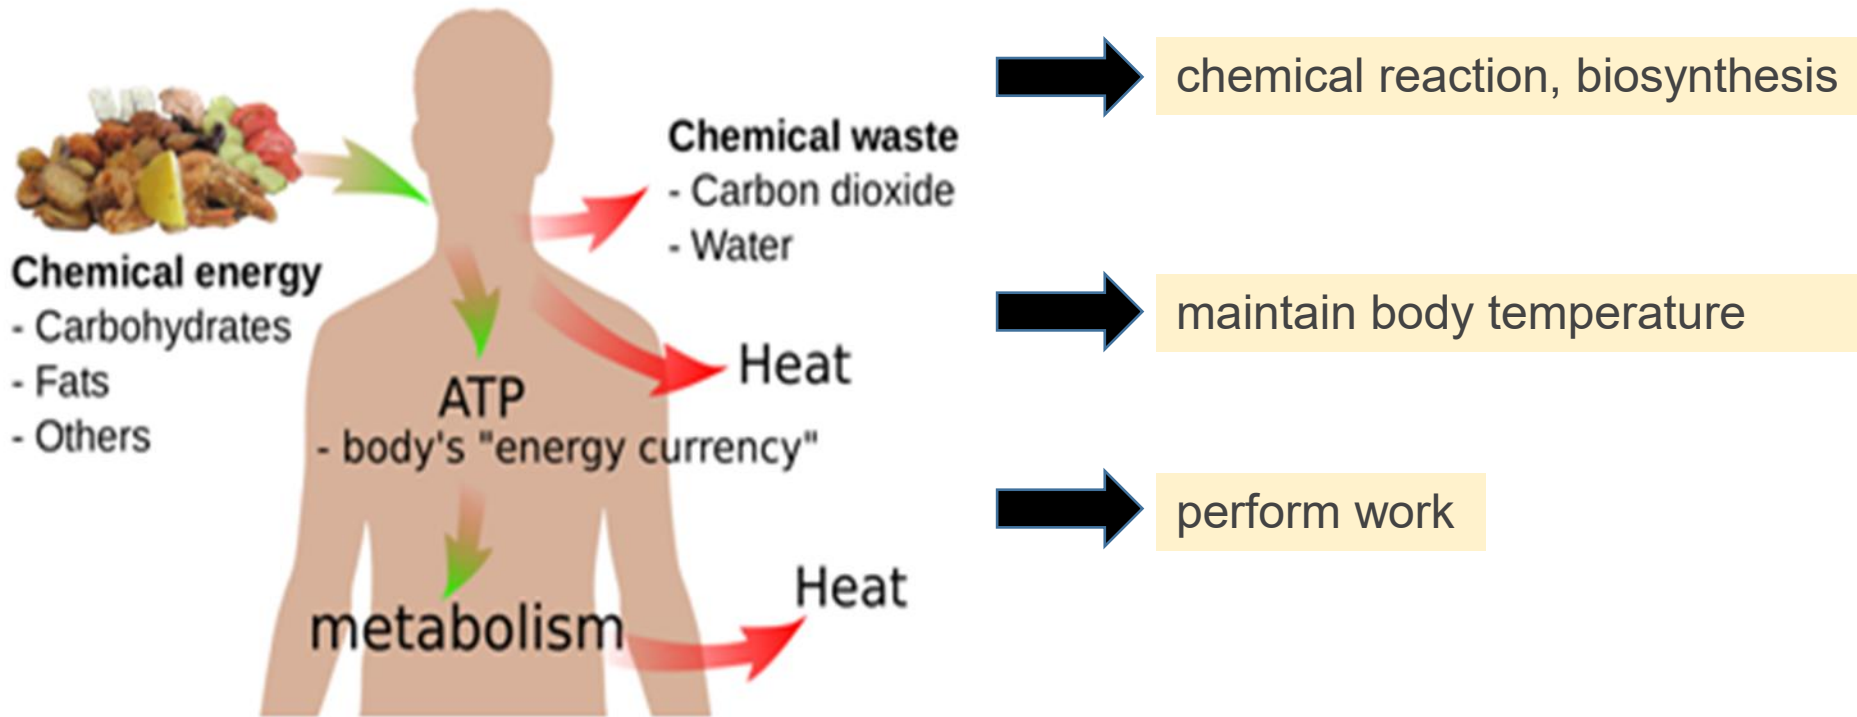 Chemical energy
- Carbohydrates
- Fats
- Others
Chemical waste
- Carbon dioxide
- Water
Heat
ATP
- body's "energy currency"
metabolism
Heat
chemical reaction, biosynthesis
maintain body temperature
perform work